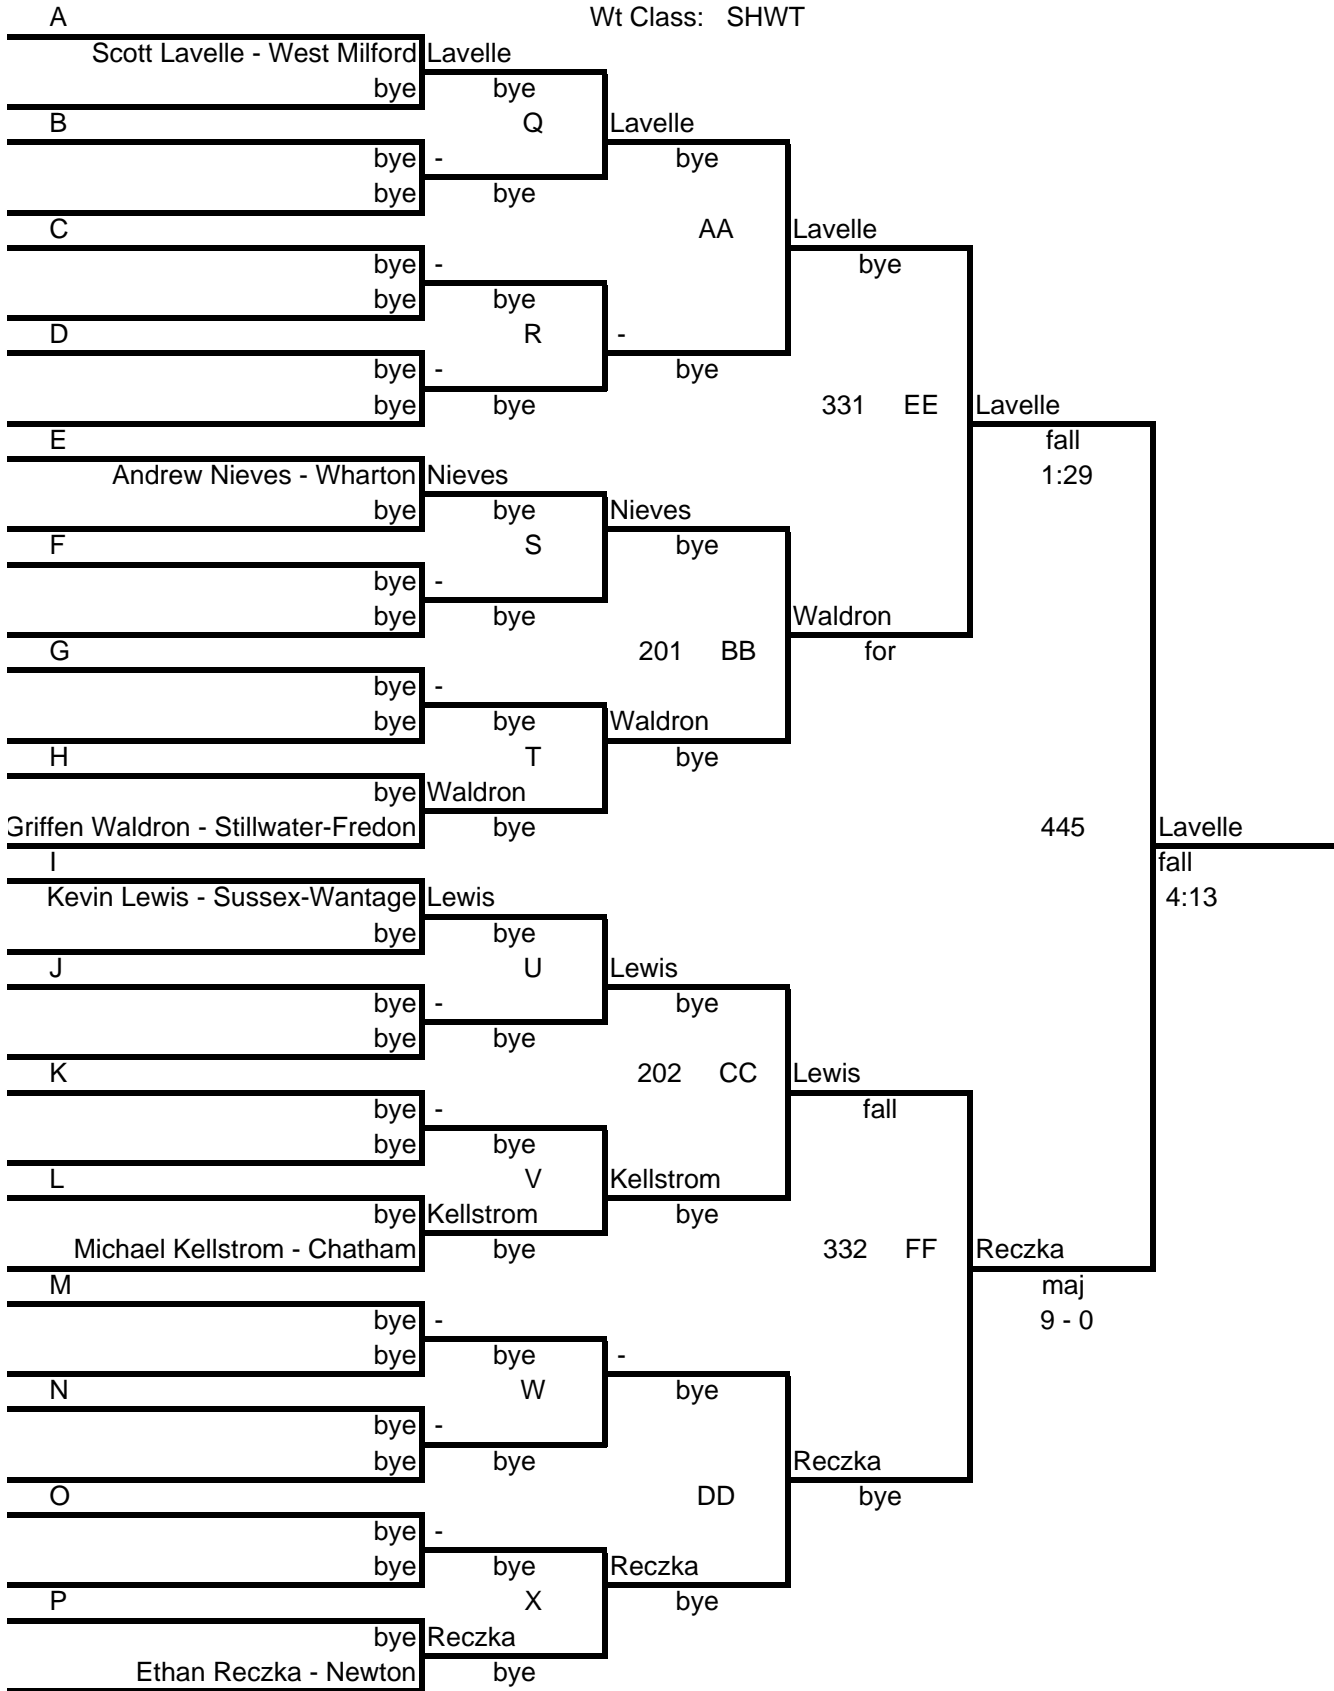 A Wt Class: SHWT
Scott Lavelle - West Milford Lavelle
bye bye
B Q Lavelle
bye - bye
bye bye
C AA Lavelle
bye - bye
bye bye
D R -
bye - bye
bye bye 331 EE Lavelle
E fall
Andrew Nieves - Wharton Nieves 1:29
bye bye Nieves
F S bye
bye -
bye bye Waldron
G 201 BB for
bye -
bye bye Waldron
H T bye
bye Waldron
Griffen Waldron - Stillwater-Fredon bye 445 Lavelle
I fall
Kevin Lewis - Sussex-Wantage Lewis 4:13
bye bye
J U Lewis
bye - bye
bye bye
K 202 CC Lewis
bye - fall
bye bye
L V Kellstrom
bye Kellstrom bye
Michael Kellstrom - Chatham bye 332 FF Reczka
M maj
bye - 9 - 0
bye bye -
N W bye
bye -
bye bye Reczka
O DD bye
bye -
bye bye Reczka
P X bye
bye Reczka
Ethan Reczka - Newton bye